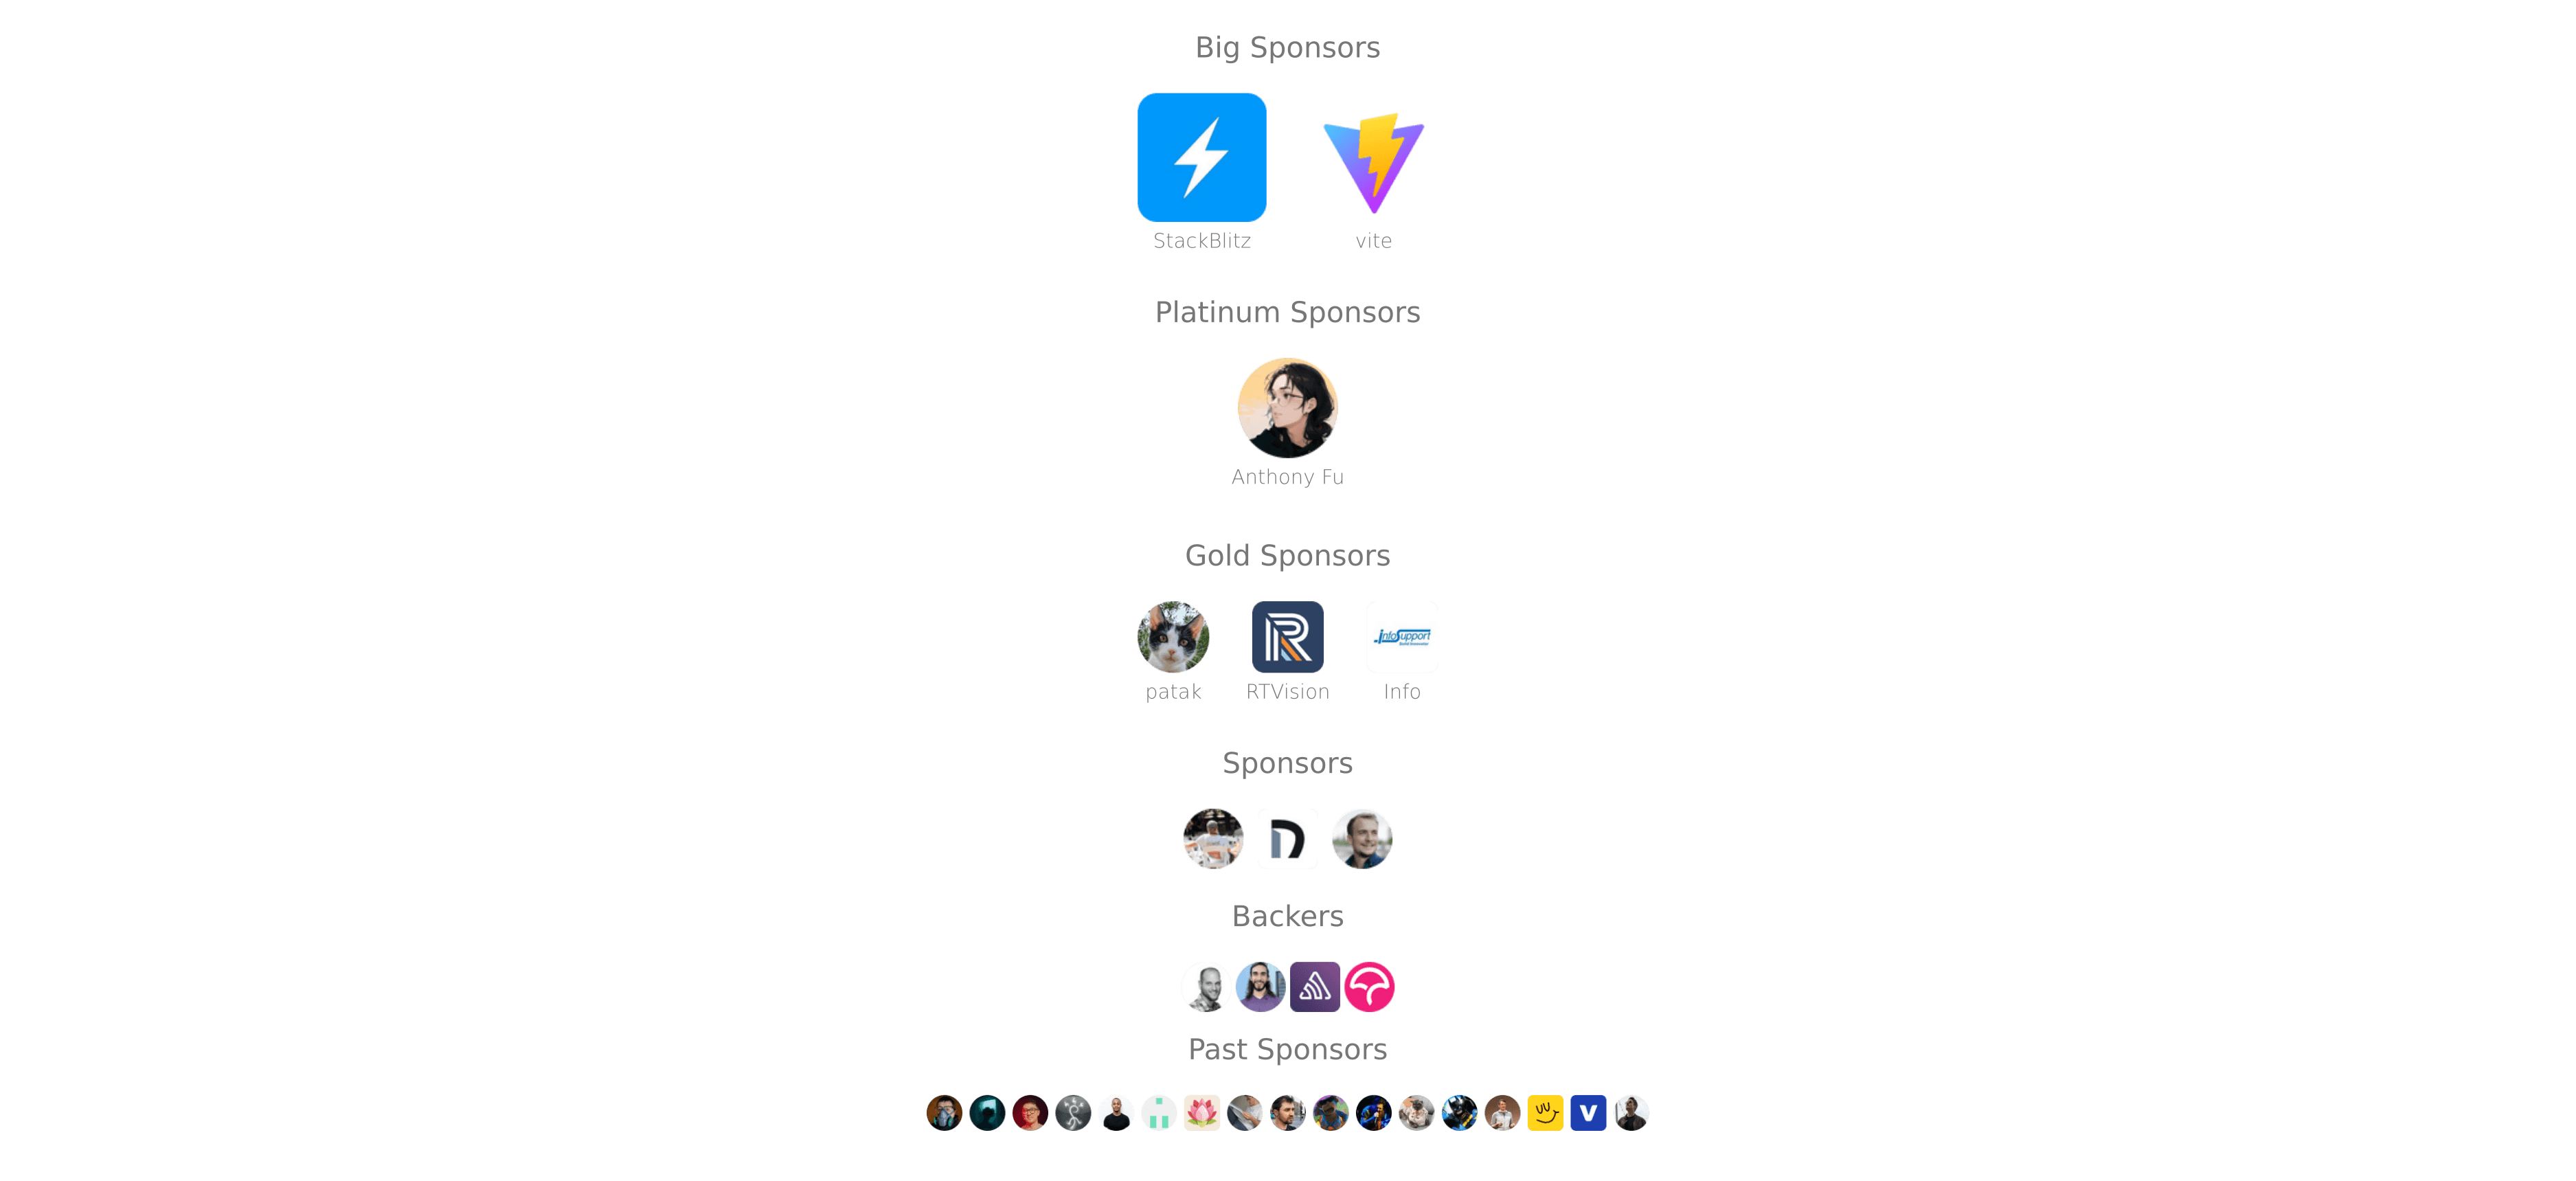 Big Sponsors
StackBlitz
vite
Platinum Sponsors
Anthony Fu
Gold Sponsors
infoSupport
patak
RTVision
Info
Sponsors
Backers
Past Sponsors
V